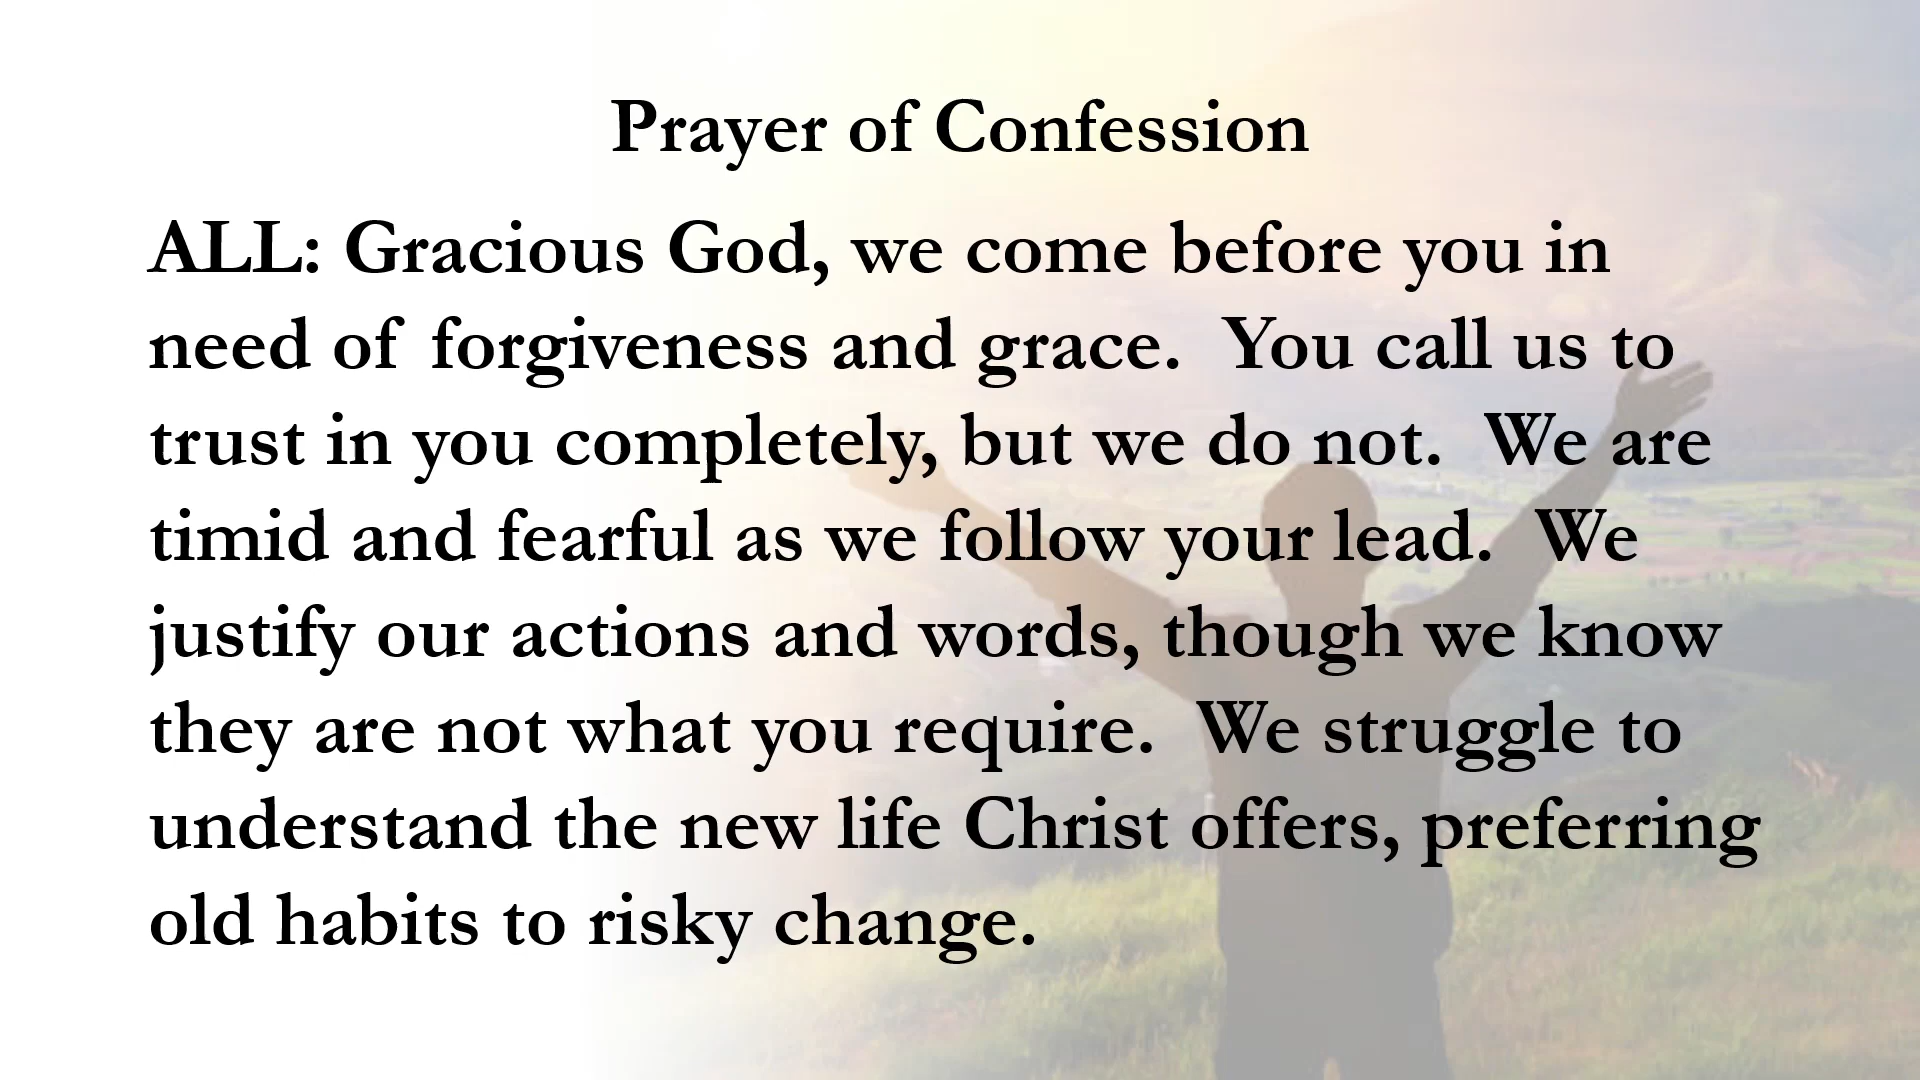 Prayer of Confession
ALL: Gracious God, we come before you in
need of forgiveness and grace.  You call us to
trust in you completely, but we do not.  We are
timid and fearful as we follow your lead.  We
justify our actions and words, though we know
they are not what you require.  We struggle to
understand the new life Christ offers, preferring
old habits to risky change.